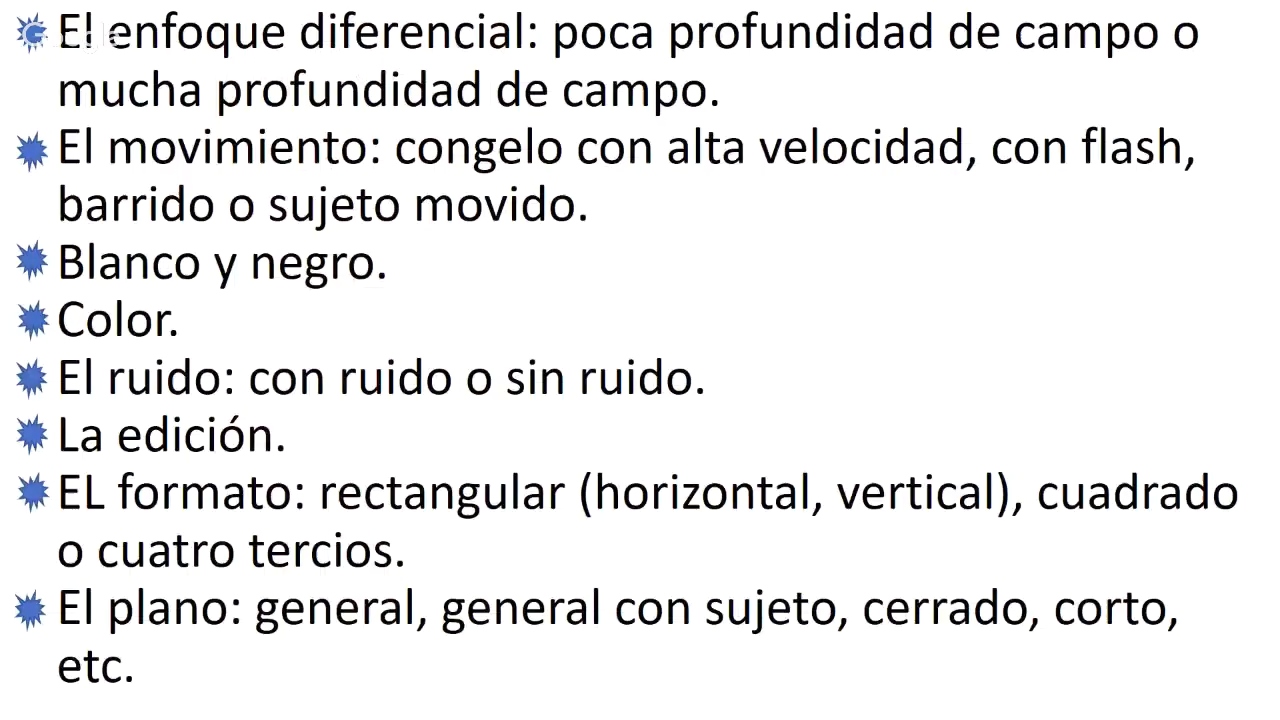 El enfoque diferencial: poca profundidad de campo o
mucha profundidad de campo.
El movimiento: congelo con alta velocidad, con flash,
barrido o sujeto movido.
Blanco y negro.
Color.
El ruido: con ruido o sin ruido.
La edición.
EL formato: rectangular (horizontal, vertical), cuadrado
o cuatro tercios.
El plano: general, general con sujeto, cerrado, corto,
etc.